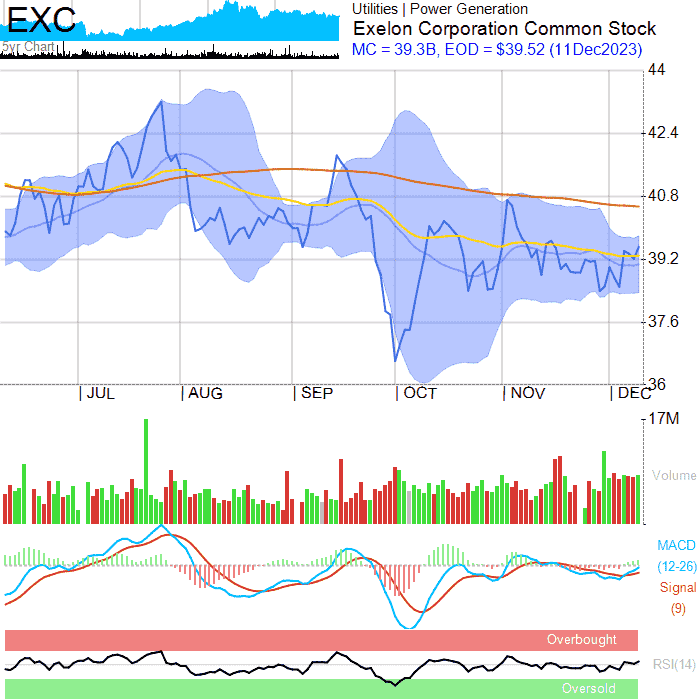 EXC
5yr Chart
Utilities | Power Generation
Exelon Corporation Common Stock
MC = 39.3B, EOD = $39.52 (11Dec2023)
44
42.4
40.8
39.2
37.6
36
JUL
AUG
SEP
OCT
NOV
DEC
17M
Volume
MACD
(12-26)
Signal
(9)
Overbought
RSI(14)
Oversold